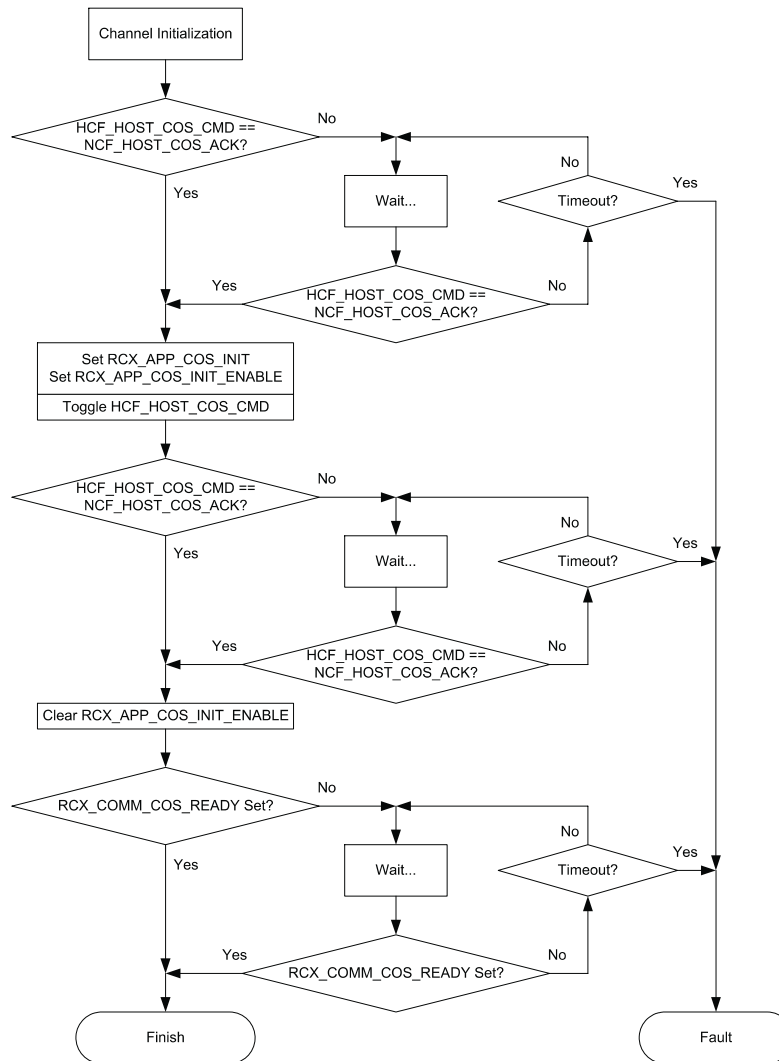 Channel Initialization
HCF_HOST_COS_CMD ==
NCF_HOST_COS_ACK?
No
Yes
Wait...
No
Timeout?
Yes
Yes
HCF_HOST_COS_CMD ==
NCF_HOST_COS_ACK?
No
Set RCX_APP_COS_INIT
Set RCX_APP_COS_INIT_ENABLE
Toggle HCF_HOST_COS_CMD
HCF_HOST_COS_CMD ==
NCF_HOST_COS_ACK?
No
Yes
Wait...
No
Timeout?
Yes
Yes
HCF_HOST_COS_CMD ==
NCF_HOST_COS_ACK?
No
Clear RCX_APP_COS_INIT_ENABLE
RCX_COMM_COS_READY Set?
No
Yes
Wait...
No
Timeout?
Yes
Yes
RCX_COMM_COS_READY Set?
No
Finish
Fault